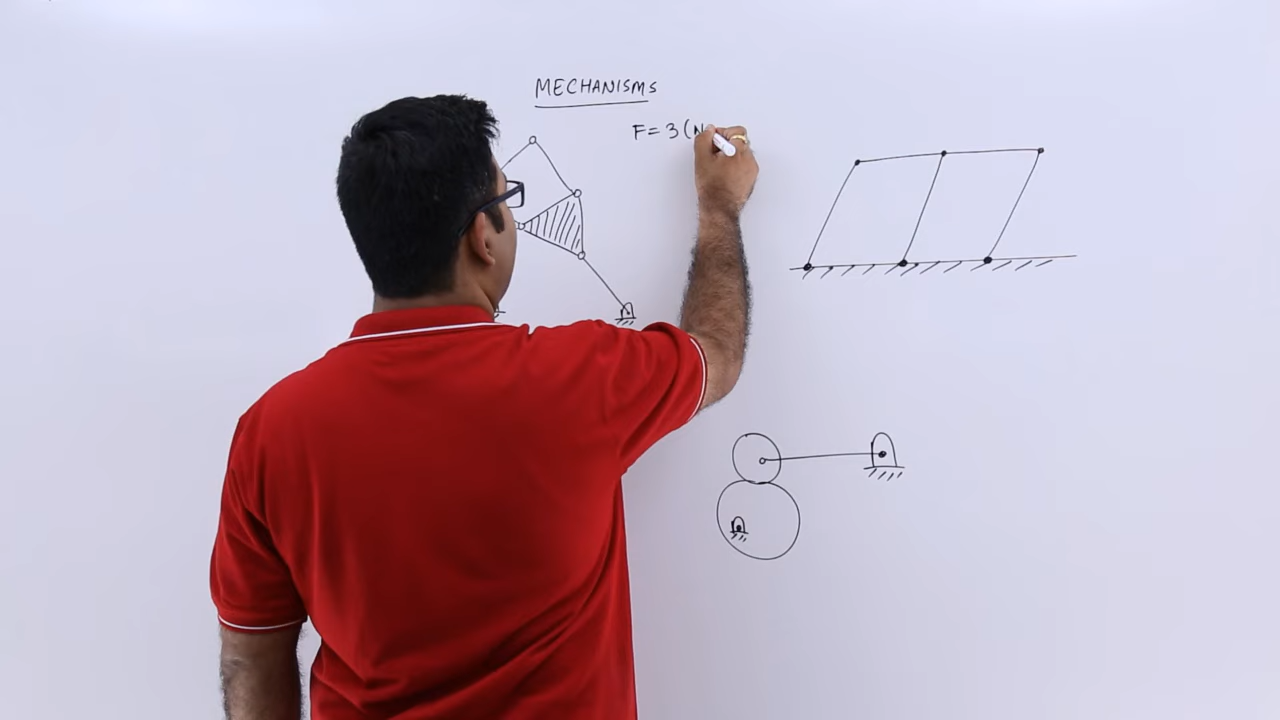 MECHANISMS
F = 3 (N